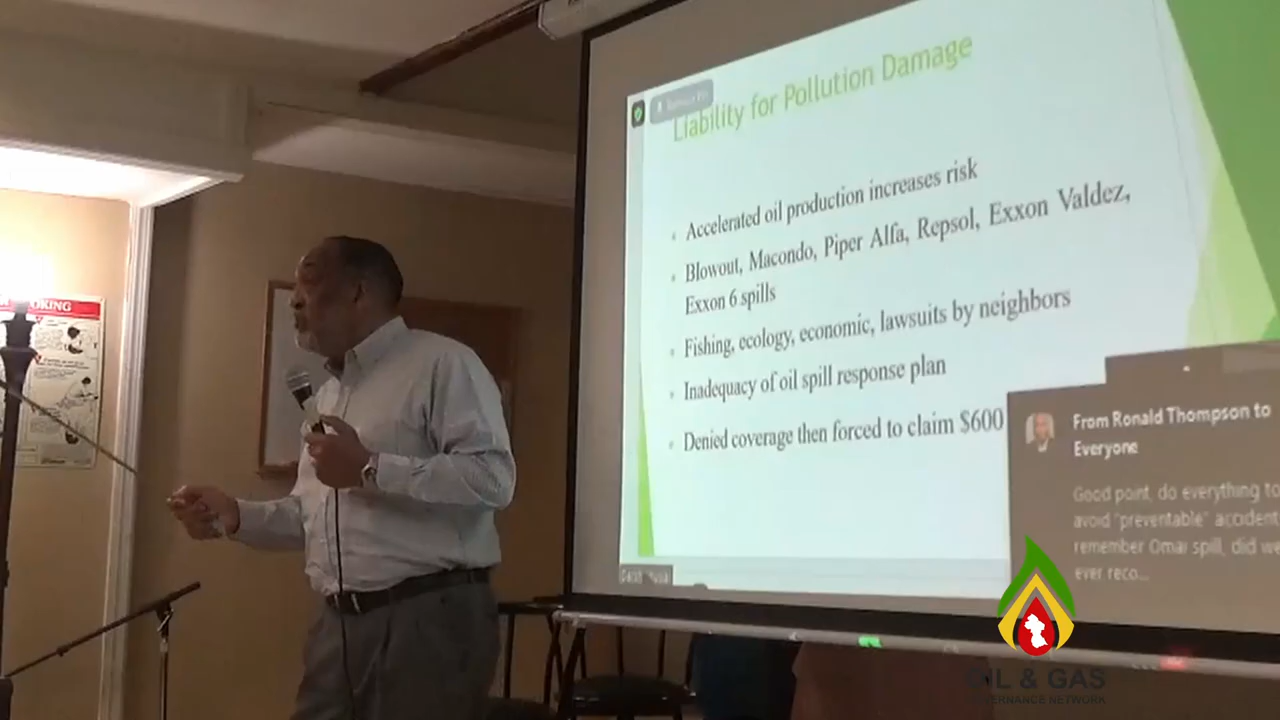 OKING
Liability for Pollution Damage
Accelerated oil production increases risk
Blowout, Macondo, Piper Alfa, Repsol, Exxon Valdez,
Exxon 6 spills
Fishing, ecology, economic, lawsuits by neighbors
Inadequacy of oil spill response plan
Denied coverage then forced to claim $600
From Ronald Thompson to
Everyone
Good point, do everything to
avoid "preventable" accident
remember Omai spill, did we
ever reco...
OIL & GAS
GOVERNANCE NETWORK